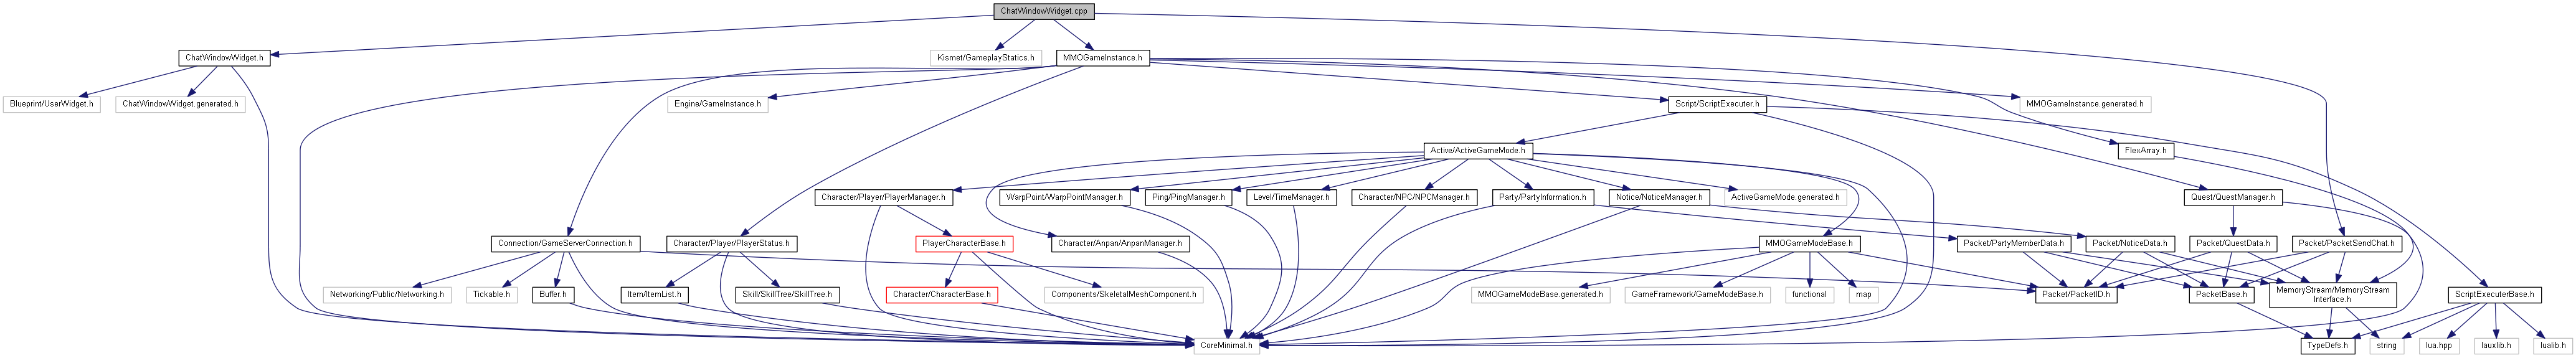 ChatWindowWidget.cpp
ChatWindowWidget.h
Kismet/GameplayStatics.h
MMOGameInstance.h
Blueprint/UserWidget.h
ChatWindowWidget.generated.h
Engine/GameInstance.h
Script/ScriptExecuter.h
MMOGameInstance.generated.h
Active/ActiveGameMode.h
FlexArray.h
Character/Player/PlayerManager.h
WarpPoint/WarpPointManager.h
Ping/PingManager.h
Level/TimeManager.h
Character/NPC/NPCManager.h
Party/PartyInformation.h
Notice/NoticeManager.h
ActiveGameMode.generated.h
Quest/QuestManager.h
Connection/GameServerConnection.h
Character/Player/PlayerStatus.h
PlayerCharacterBase.h
Character/Anpan/AnpanManager.h
MMOGameModeBase.h
Packet/PartyMemberData.h
Packet/NoticeData.h
Packet/QuestData.h
Packet/PacketSendChat.h
Networking/Public/Networking.h
Tickable.h
Buffer.h
Item/ItemList.h
Skill/SkillTree/SkillTree.h
Character/CharacterBase.h
Components/SkeletalMeshComponent.h
MMOGameModeBase.generated.h
GameFramework/GameModeBase.h
functional
map
Packet/PacketID.h
PacketBase.h
MemoryStream/MemoryStream
Interface.h
ScriptExecuterBase.h
CoreMinimal.h
TypeDefs.h
string
lua.hpp
lauxlib.h
lualib.h